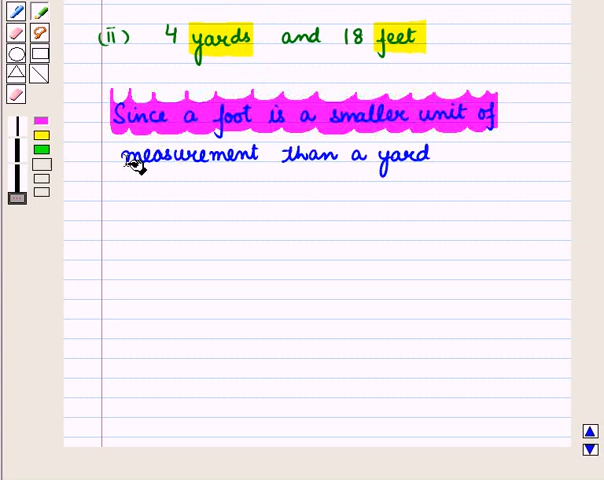 (ii) 4 yards and 18 feet
Since a foot is a smaller unit of
measurement than a yard